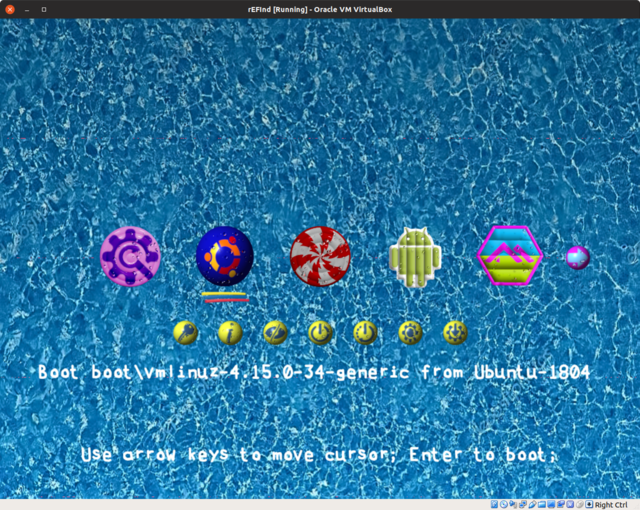 rEFInd [Running] - Oracle VM VirtualBox
Boot boot\vmlinuz-4.15.0-34-generic from Ubuntu-1804
Use arrow keys to move cursor; Enter to boot;
Right Ctrl